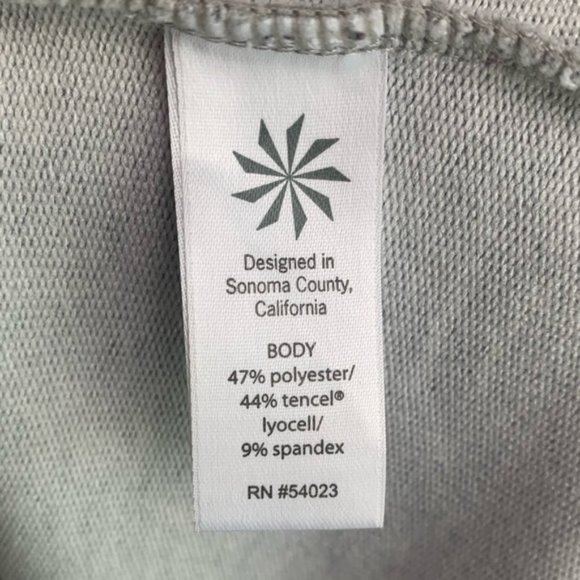 Designed in
Sonoma County,
California
BODY
47% polyester/
44% tencel®
lyocell/
9% spandex
RN #54023